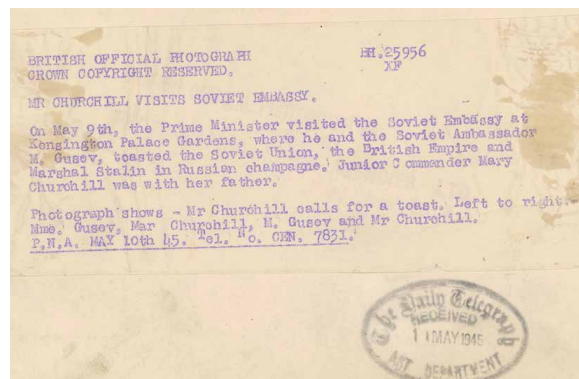 BRITISH OFFICIAL PHOTOGRAPH BH.25956
CROWN COPYRIGHT RESERVED. XF
MR CHURCHILL VISITS SOVIET EMBASSY.
On May 9th, the Prime Minister visited the Soviet Embassy at
Kengington Palace Gardens, where he and the Soviet Ambassador
M. Gusev, toasted the Soviet Union, the British Empire and
Marshal Stalin in Russian champagne. Junior Commander Mary
Churchill was with her father.
Photograph shows - Mr Churchill calls for a toast. Left to right.
Mme. Gusev, Mar Churchill, M. Gusev and Mr Churchill.
P.N.A. MAY 10th 45. Tel. No. CEN. 7831.
The Daily Telegraph
RECEIVED
11 MAY 1945
ART DEPARTMENT